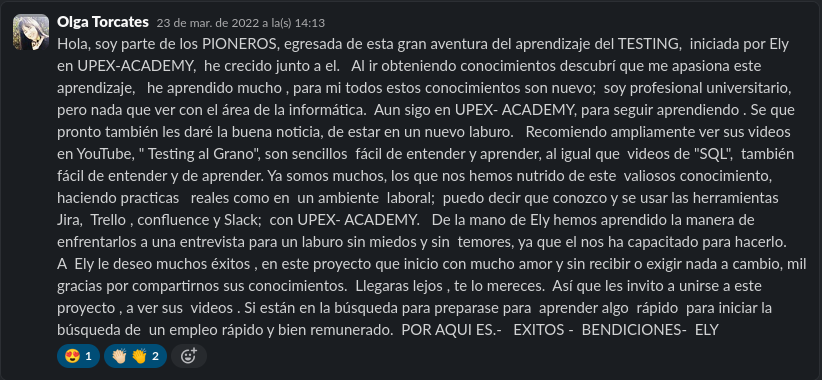 Olga Torcates 23 de mar. de 2022 a la(s) 14:13
Hola, soy parte de los PIONEROS, egresada de esta gran aventura del aprendizaje del TESTING, iniciada por Ely
en UPEX-ACADEMY, he crecido junto a el. Al ir obteniendo conocimientos descubrí que me apasiona este
aprendizaje, he aprendido mucho , para mi todos estos conocimientos son nuevo; soy profesional universitario,
pero nada que ver con el área de la informática. Aun sigo en UPEX- ACADEMY, para seguir aprendiendo . Se que
pronto también les daré la buena noticia, de estar en un nuevo laburo. Recomiendo ampliamente ver sus videos
en YouTube, " Testing al Grano", son sencillos fácil de entender y aprender, al igual que videos de "SQL", también
fácil de entender y de aprender. Ya somos muchos, los que nos hemos nutrido de este valiosos conocimiento,
haciendo practicas reales como en un ambiente laboral; puedo decir que conozco y se usar las herramientas
Jira, Trello , confluence y Slack; con UPEX- ACADEMY. De la mano de Ely hemos aprendido la manera de
enfrentarlos a una entrevista para un laburo sin miedos y sin temores, ya que el nos ha capacitado para hacerlo.
A Ely le deseo muchos éxitos , en este proyecto que inicio con mucho amor y sin recibir o exigir nada a cambio, mil
gracias por compartirnos sus conocimientos. Llegaras lejos , te lo mereces. Así que les invito a unirse a este
proyecto , a ver sus videos . Si están en la búsqueda para preparase para aprender algo rápido para iniciar la
búsqueda de un empleo rápido y bien remunerado. POR AQUI ES.- EXITOS - BENDICIONES- ELY
1 2